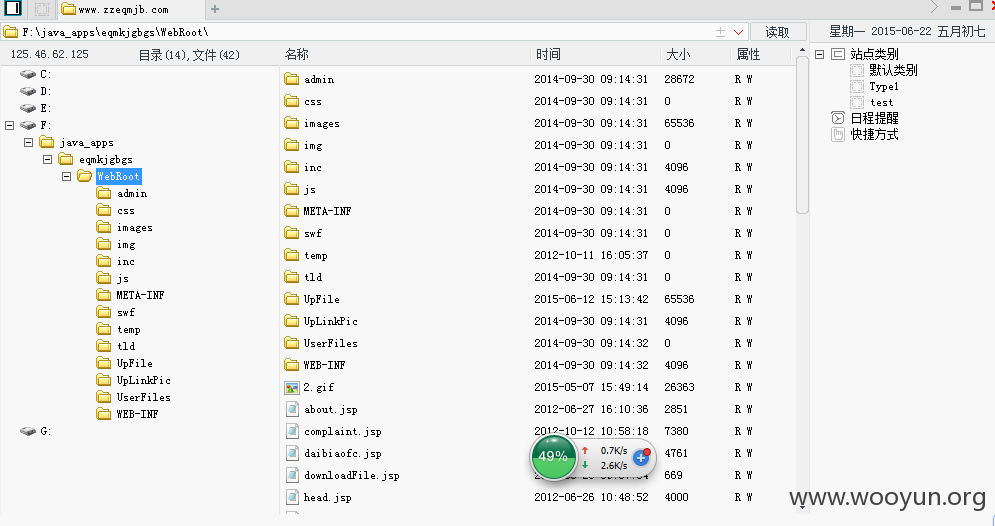 www.zzeqmjb.com
F:\java_apps\eqmkjgbgs\WebRoot\ 读取
星期一 2015-06-22 五月初七
125.46.62.125 目录(14),文件(42)
C:
D:
E:
F:
java_apps
eqmkjgbgs
WebRoot
admin
css
images
img
inc
js
META-INF
swf
temp
tld
UpFile
UpLinkPic
UserFiles
WEB-INF
G:
名称 时间 大小 属性
admin 2014-09-30 09:14:31 28672 R W
css 2014-09-30 09:14:31 0 R W
images 2014-09-30 09:14:31 65536 R W
img 2014-09-30 09:14:31 0 R W
inc 2014-09-30 09:14:31 4096 R W
js 2014-09-30 09:14:31 4096 R W
META-INF 2014-09-30 09:14:31 0 R W
swf 2014-09-30 09:14:31 0 R W
temp 2012-10-11 16:05:37 0 R W
tld 2014-09-30 09:14:31 0 R W
UpFile 2015-06-12 15:13:42 65536 R W
UpLinkPic 2014-09-30 09:14:31 4096 R W
UserFiles 2014-09-30 09:14:32 0 R W
WEB-INF 2014-09-30 09:14:32 4096 R W
2.gif 2015-05-07 15:49:14 26363 R W
about.jsp 2012-06-27 16:10:36 2851 R W
complaint.jsp 2012-10-12 10:58:18 7380 R W
daibiaofc.jsp 4761 R W
downloadFile.jsp 669 R W
head.jsp 2012-06-26 10:48:52 4000 R W
49%
0.7K/s
2.6K/s
站点类别
默认类别
Type1
test
日程提醒
快捷方式
www.wooyun.org